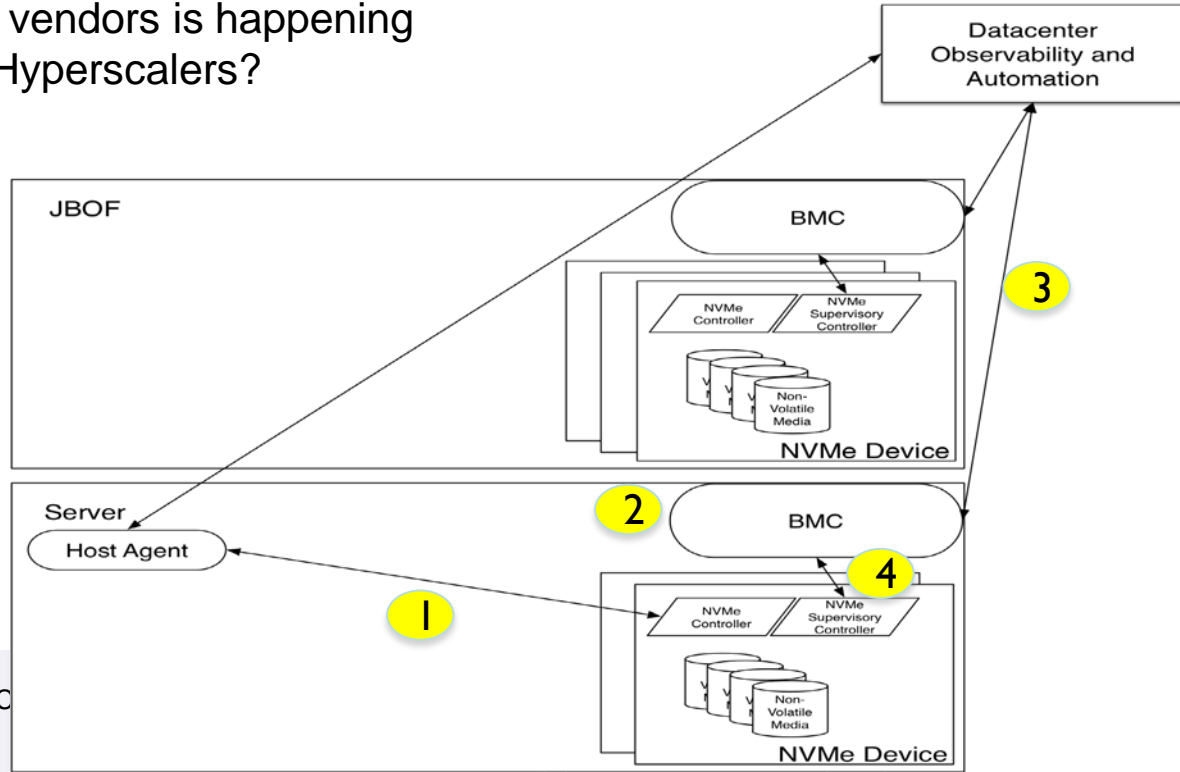 vendors is happening
Hyperscalers?
Datacenter
Observability and
Automation
JBOF
BMC
NVMe
Controller
NVMe
Supervisory
Controller
3
Non-
Volatile
Media
NVMe Device
Server
2
BMC
Host Agent
4
1
NVMe
Controller
NVMe
Supervisory
Controller
Non-
Volatile
Media
NVMe Device